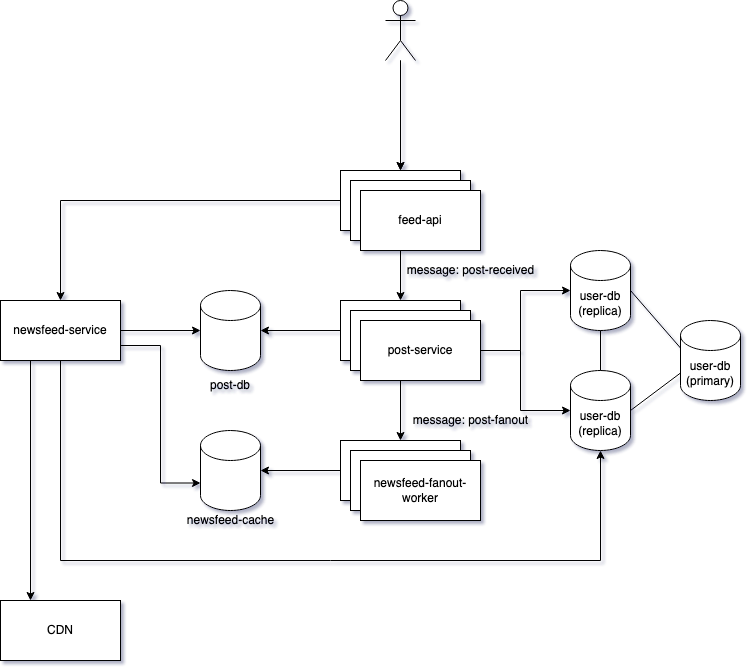 feed-api
message: post-received
user-db
(replica)
newsfeed-service
post-service
user-db
(primary)
post-db
user-db
(replica)
message: post-fanout
newsfeed-fanout-
worker
newsfeed-cache
CDN